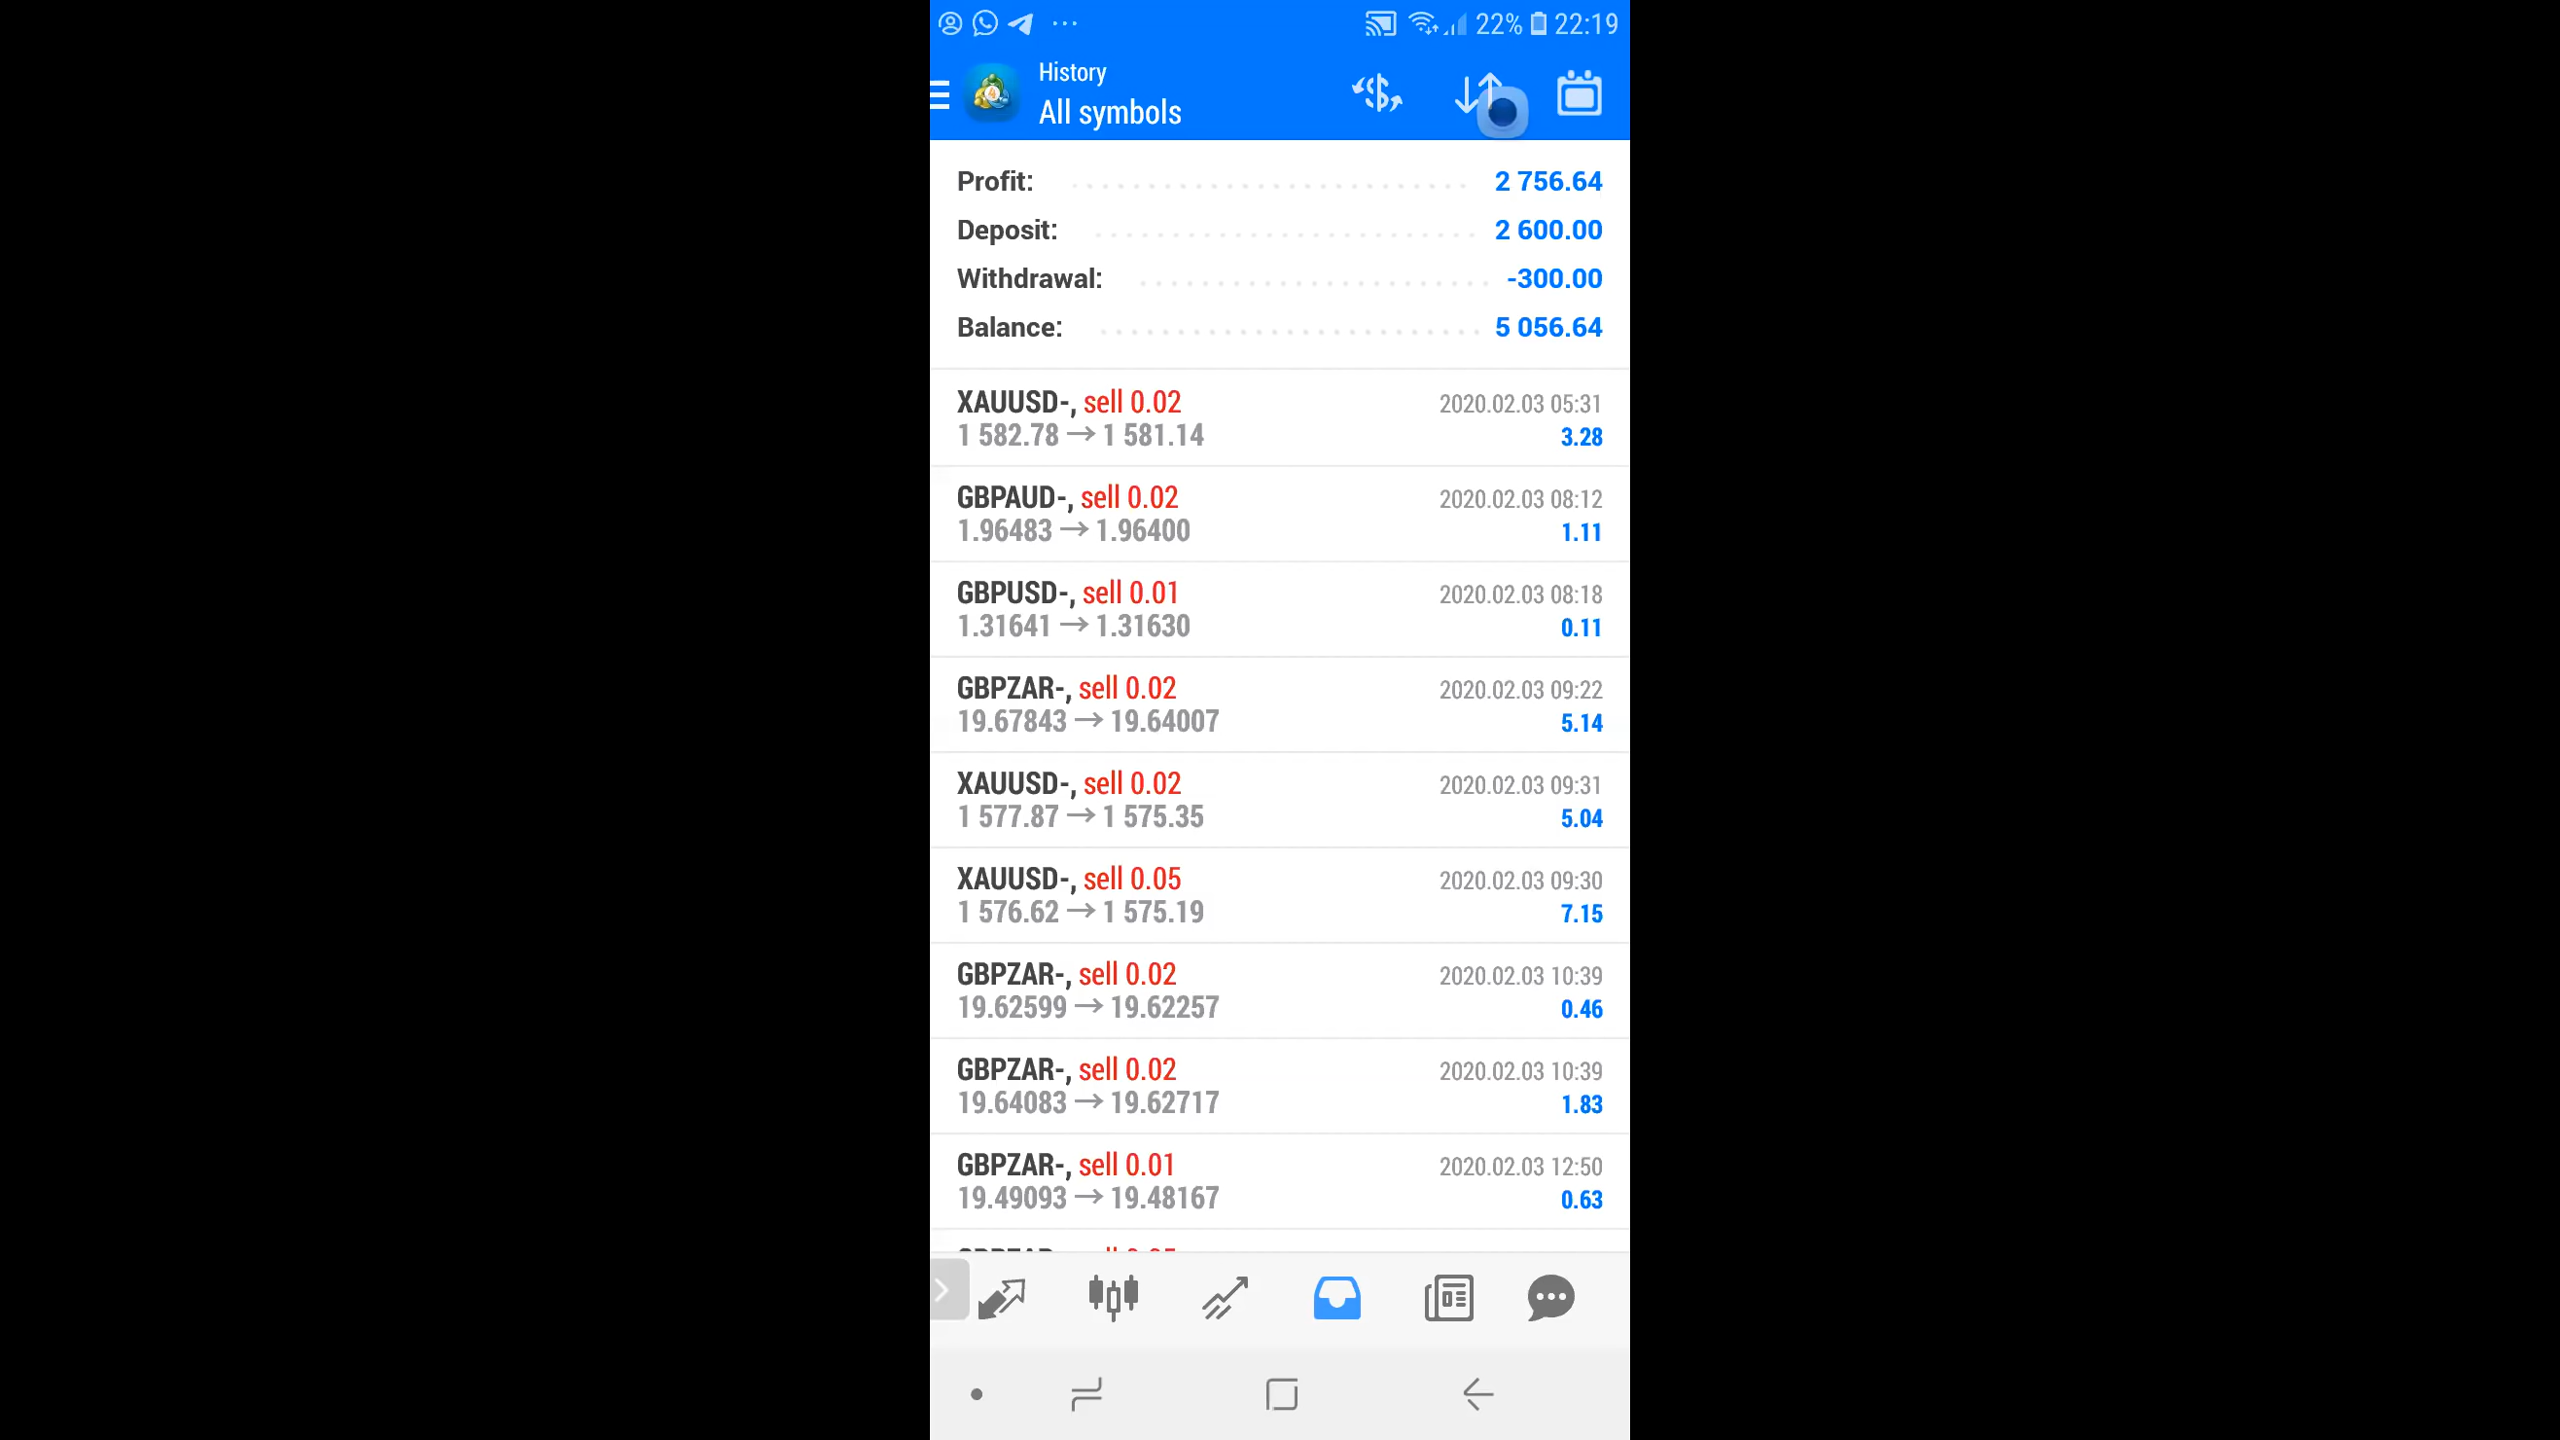 22% 22:19
History
All symbols
Profit: 2 756.64
Deposit: 2 600.00
Withdrawal: -300.00
Balance: 5 056.64
XAUUSD-, sell 0.02 2020.02.03 05:31
1 582.78 → 1 581.14 3.28
GBPAUD-, sell 0.02 2020.02.03 08:12
1.96483 → 1.96400 1.11
GBPUSD-, sell 0.01 2020.02.03 08:18
1.31641 → 1.31630 0.11
GBPZAR-, sell 0.02 2020.02.03 09:22
19.67843 → 19.64007 5.14
XAUUSD-, sell 0.02 2020.02.03 09:31
1 577.87 → 1 575.35 5.04
XAUUSD-, sell 0.05 2020.02.03 09:30
1 576.62 → 1 575.19 7.15
GBPZAR-, sell 0.02 2020.02.03 10:39
19.62599 → 19.62257 0.46
GBPZAR-, sell 0.02 2020.02.03 10:39
19.64083 → 19.62717 1.83
GBPZAR-, sell 0.01 2020.02.03 12:50
19.49093 → 19.48167 0.63